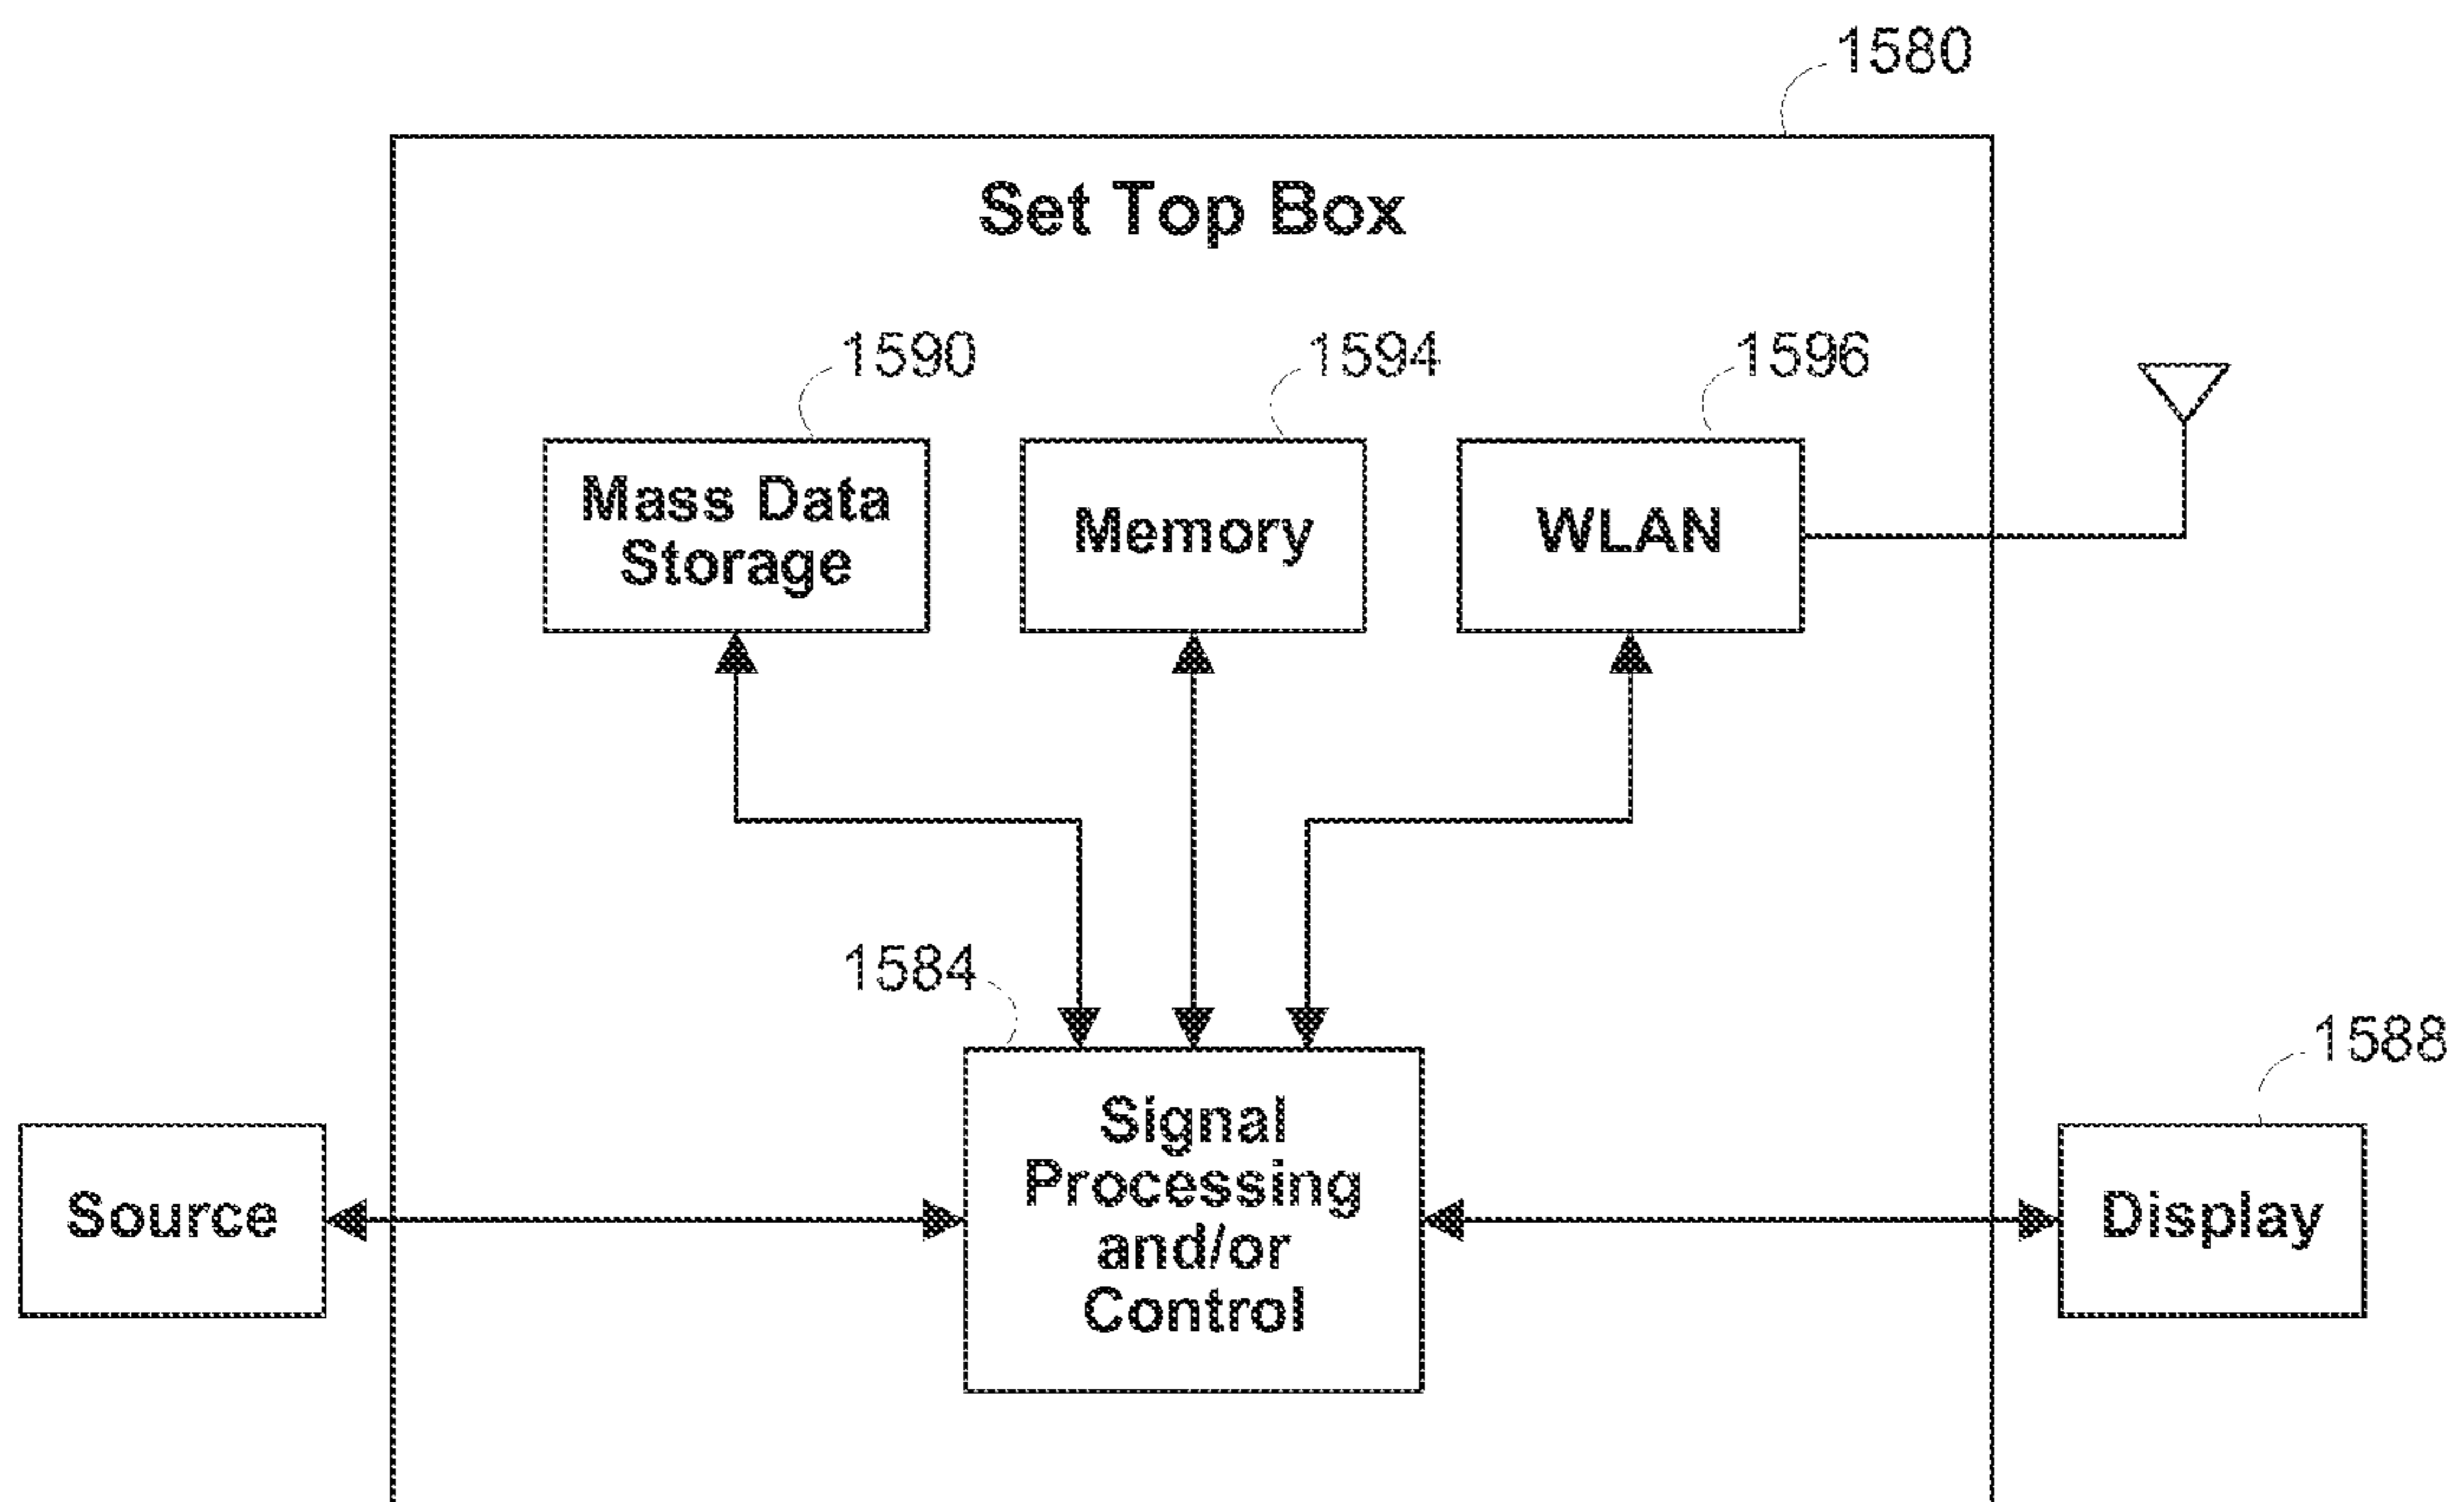 1580
Set Top Box
1590
1594
1596
Mass Data
Storage
Memory
WLAN
1584
1588
Source
Signal
Processing
and/or
Control
Display